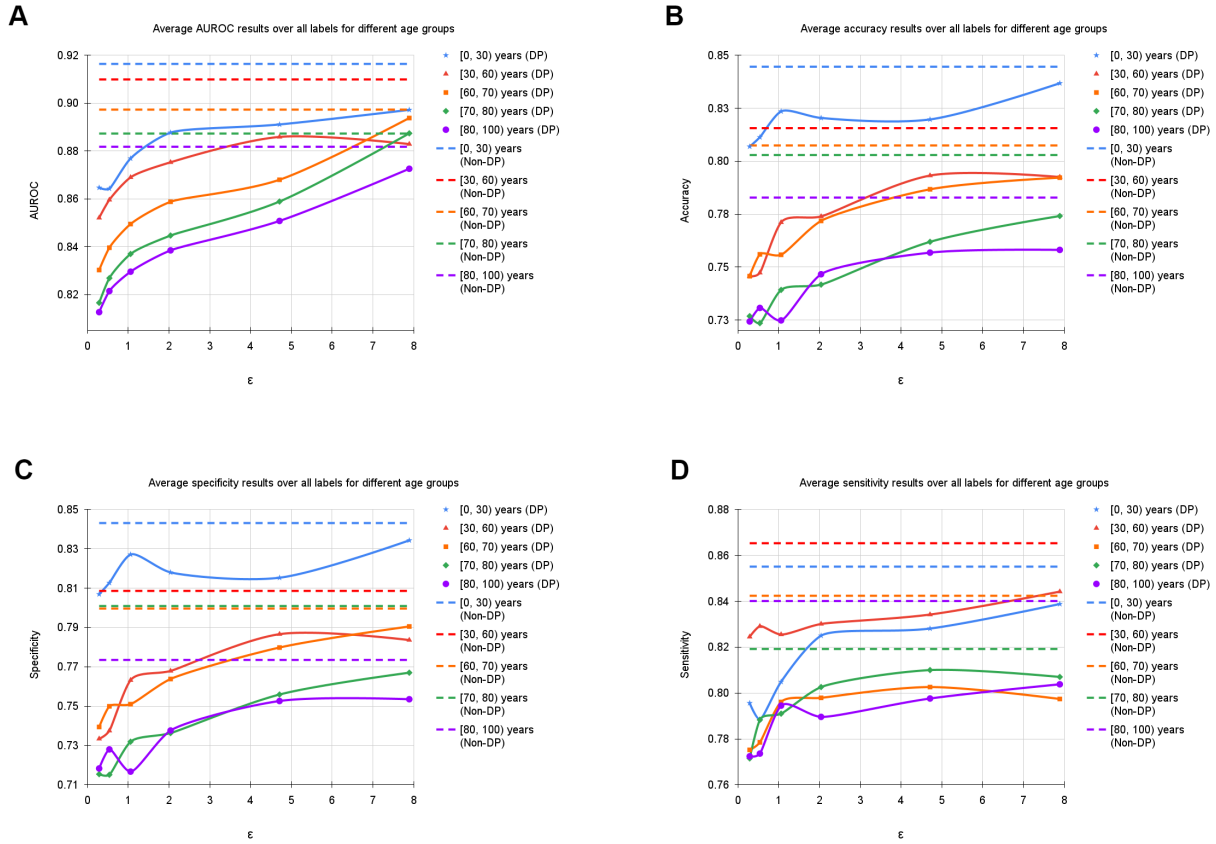 A
Average AUROC results over all labels for different age groups
AUROC
0.92
0.90
0.88
0.86
0.84
0.82
0 1 2 3 4 5 6 7 8
ε
[0, 30) years (DP)
[30, 60) years (DP)
[60, 70) years (DP)
[70, 80) years (DP)
[80, 100) years (DP)
[0, 30) years
(Non-DP)
[30, 60) years
(Non-DP)
[60, 70) years
(Non-DP)
[70, 80) years
(Non-DP)
[80, 100) years
(Non-DP)
B
Average accuracy results over all labels for different age groups
Accuracy
0.85
0.83
0.80
0.78
0.75
0.73
0 1 2 3 4 5 6 7 8
ε
[0, 30) years (DP)
[30, 60) years (DP)
[60, 70) years (DP)
[70, 80) years (DP)
[80, 100) years (DP)
[0, 30) years
(Non-DP)
[30, 60) years
(Non-DP)
[60, 70) years
(Non-DP)
[70, 80) years
(Non-DP)
[80, 100) years
(Non-DP)
C
Average specificity results over all labels for different age groups
Specificity
0.85
0.83
0.81
0.79
0.77
0.75
0.73
0.71
0 1 2 3 4 5 6 7 8
ε
[0, 30) years (DP)
[30, 60) years (DP)
[60, 70) years (DP)
[70, 80) years (DP)
[80, 100) years (DP)
[0, 30) years
(Non-DP)
[30, 60) years
(Non-DP)
[60, 70) years
(Non-DP)
[70, 80) years
(Non-DP)
[80, 100) years
(Non-DP)
D
Average sensitivity results over all labels for different age groups
Sensitivity
0.88
0.86
0.84
0.82
0.80
0.78
0.76
0 1 2 3 4 5 6 7 8
ε
[0, 30) years (DP)
[30, 60) years (DP)
[60, 70) years (DP)
[70, 80) years (DP)
[80, 100) years (DP)
[0, 30) years
(Non-DP)
[30, 60) years
(Non-DP)
[60, 70) years
(Non-DP)
[70, 80) years
(Non-DP)
[80, 100) years
(Non-DP)